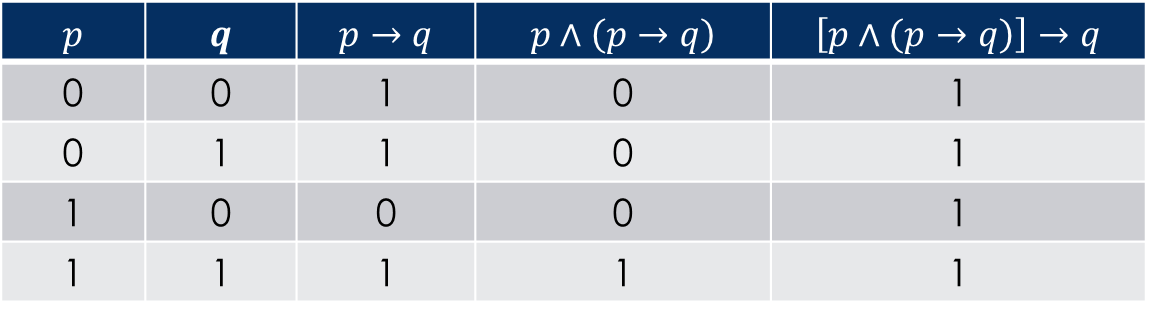 p q p → q p ∧ (p → q) [p ∧ (p → q)] → q
0 0 1 0 1
0 1 1 0 1
1 0 0 0 1
1 1 1 1 1